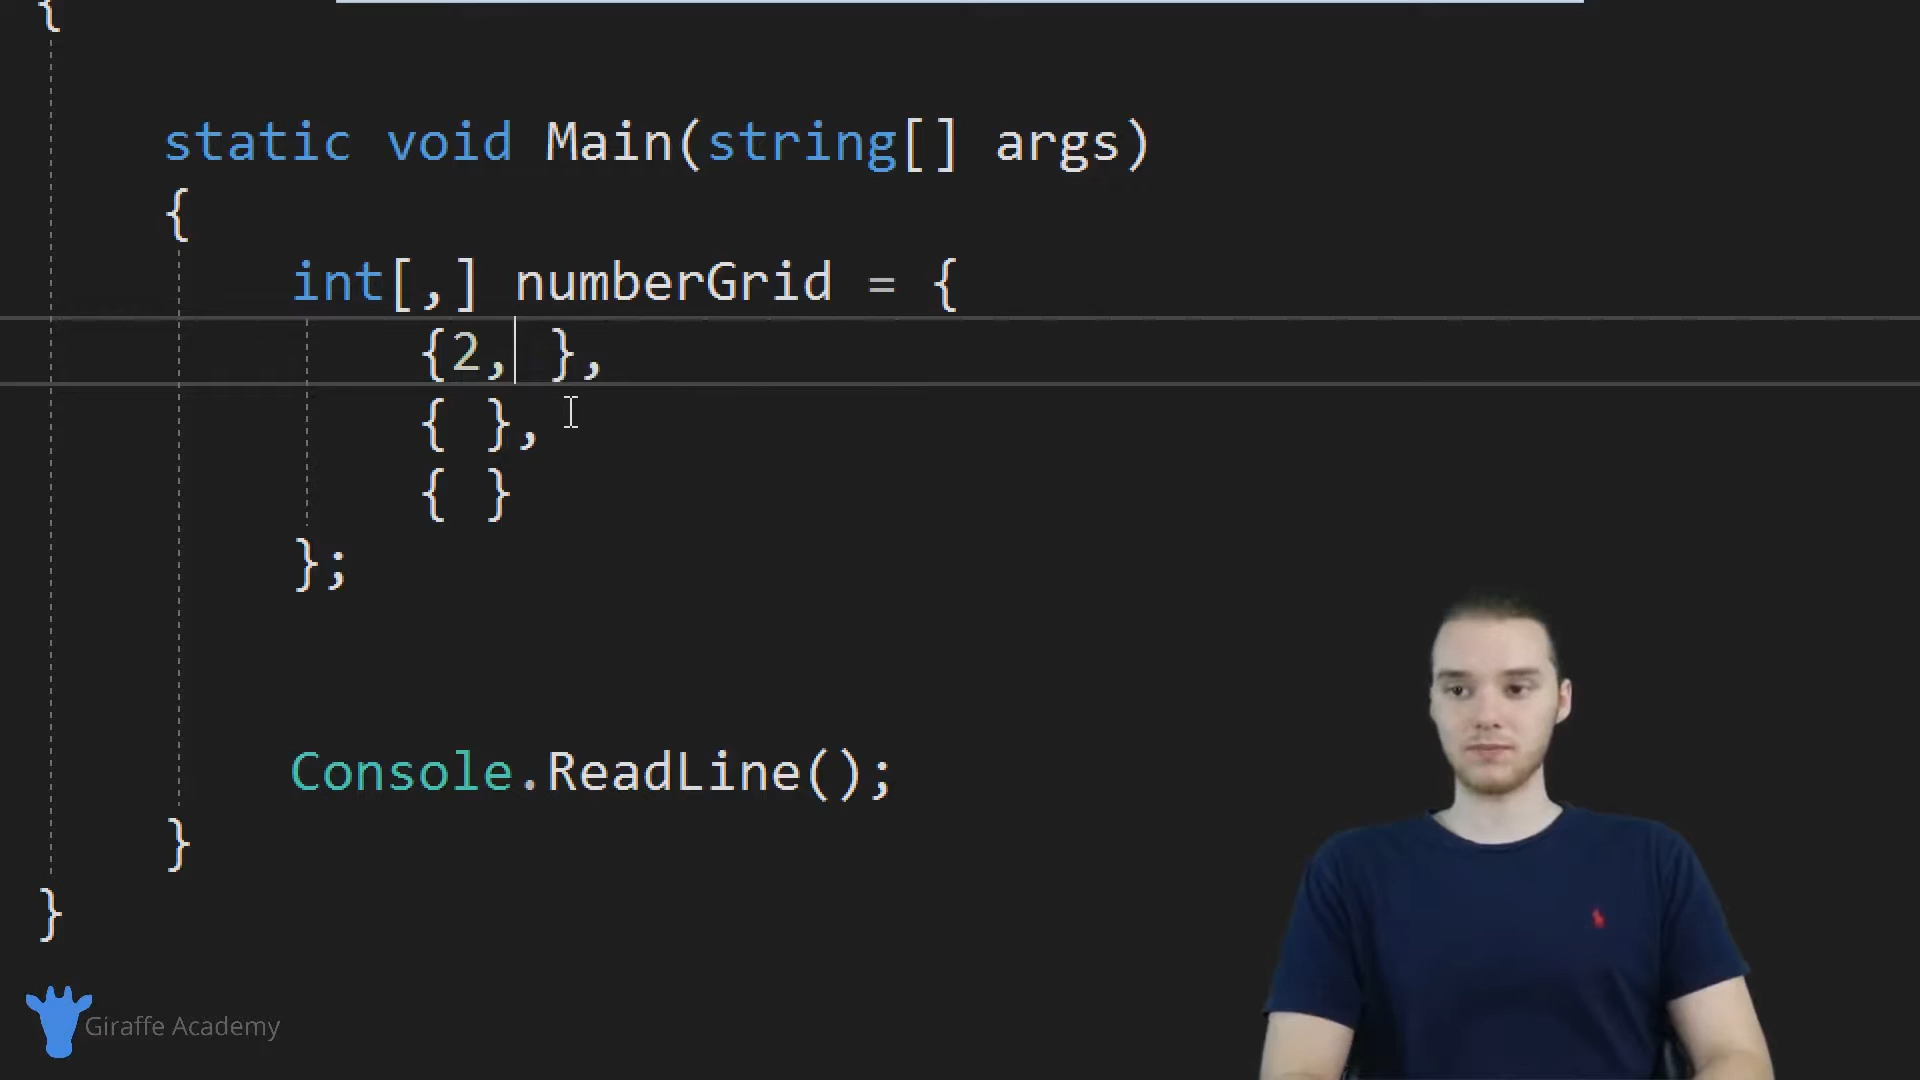 {
static void Main(string[] args)
{
int[,] numberGrid = {
{2, },
{ },
{ }
};
Console.ReadLine();
}
}
Giraffe Academy